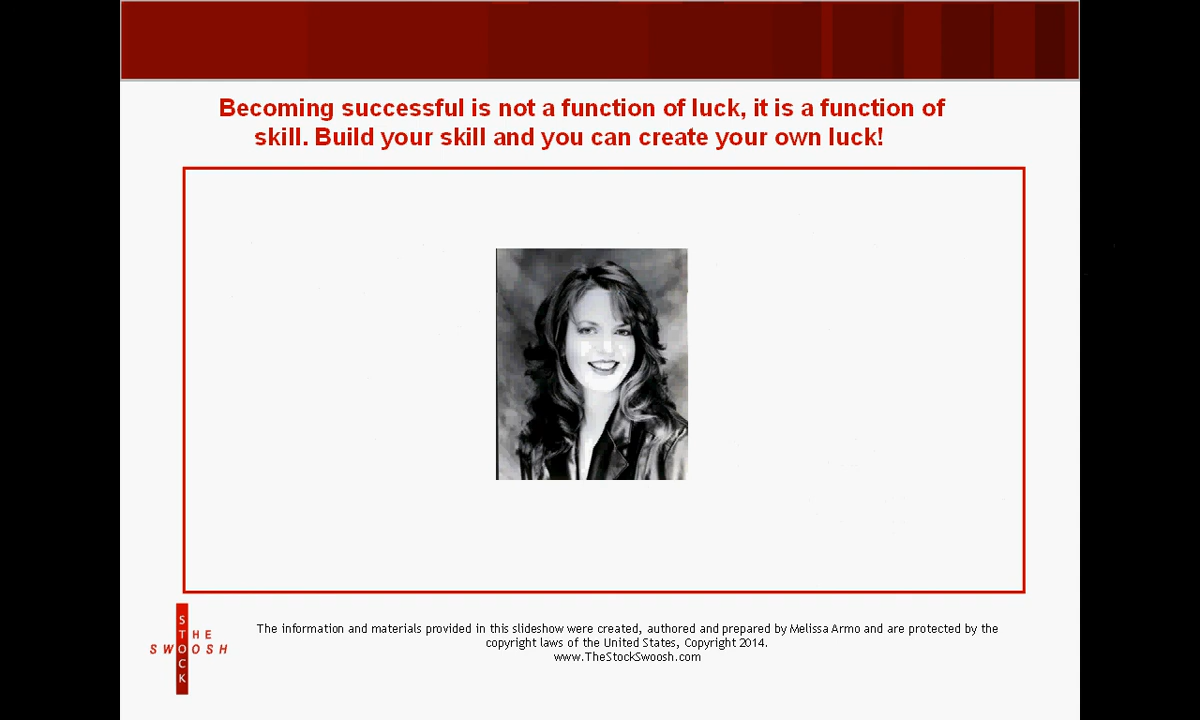 Becoming successful is not a function of luck, it is a function of
skill. Build your skill and you can create your own luck!
THE
STOCK
SWOOSH
The information and materials provided in this slideshow were created, authored and prepared by Melissa Armo and are protected by the
copyright laws of the United States, Copyright 2014.
www.TheStockSwoosh.com